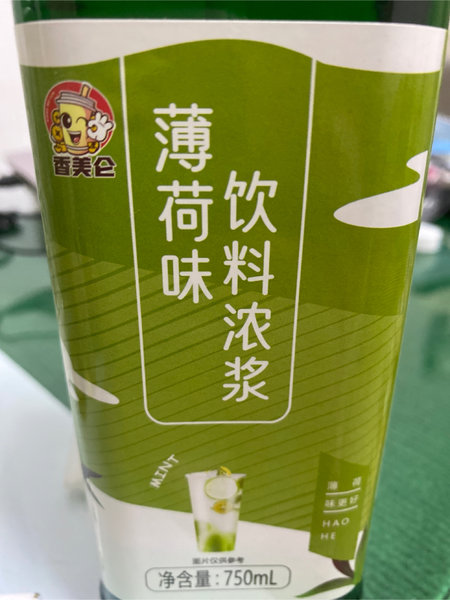 香美仑
薄荷味
饮料浓浆
MINT
薄荷
味更好
HAO
HE
图片仅供参考
净含量:750mL